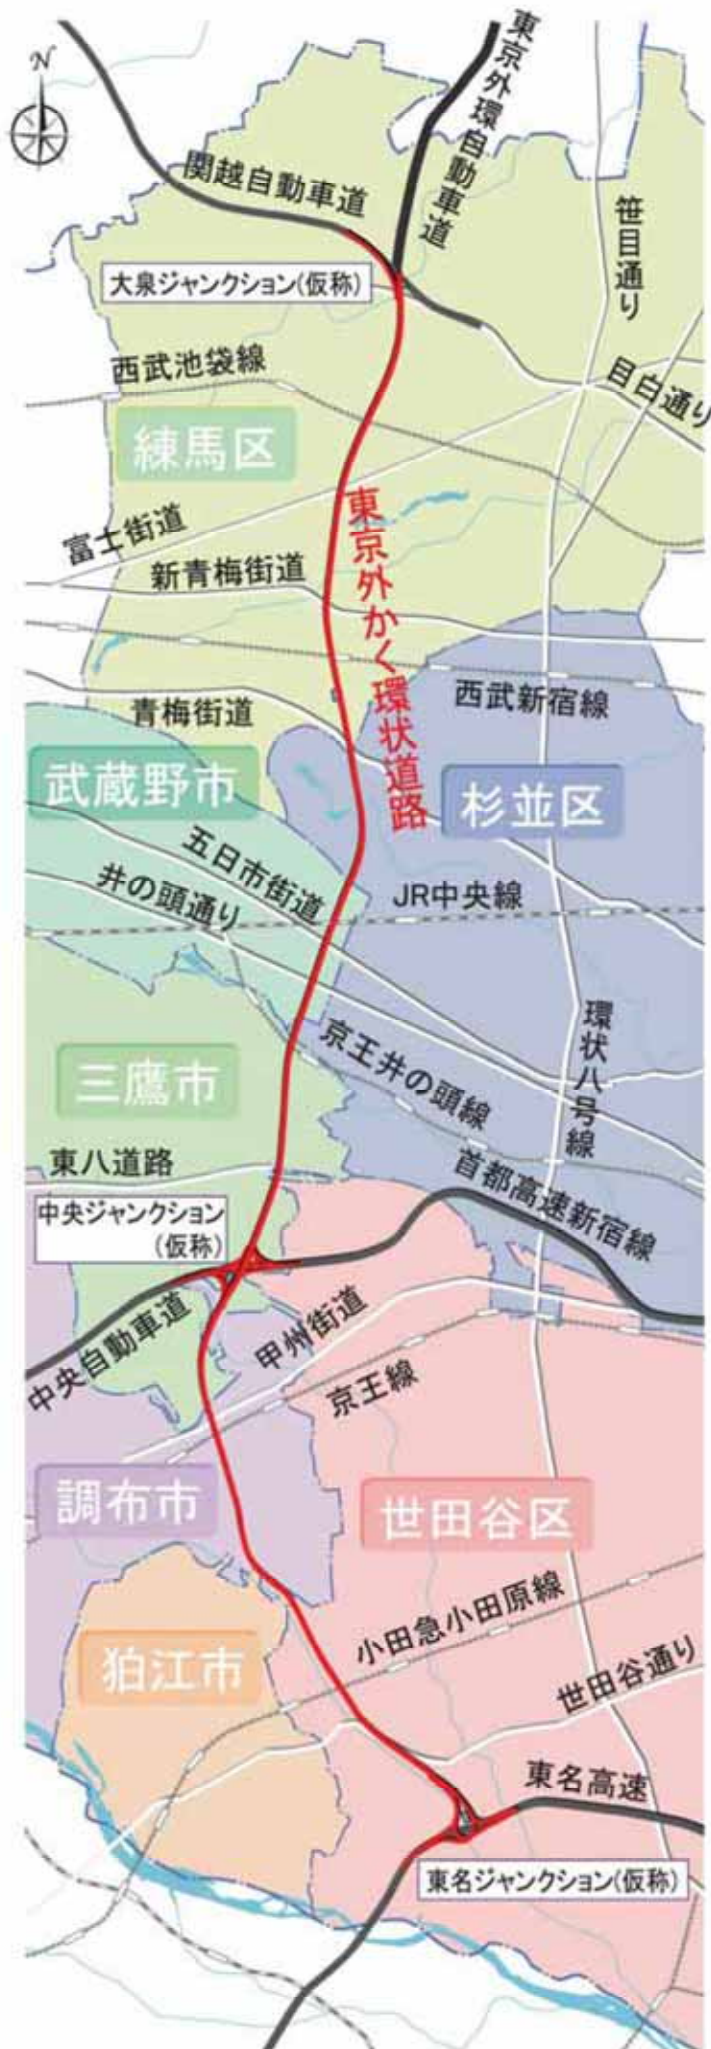 N
東京外環自動車道
関越自動車道
笹目通り
大泉ジャンクション(仮称)
西武池袋線
目白通り
練馬区
東京外かく環状道路
富士街道
新青梅街道
西武新宿線
青梅街道
武蔵野市
杉並区
五日市街道
井の頭通り
JR中央線
環状八号線
京王井の頭線
三鷹市
東八道路
首都高速新宿線
中央ジャンクション
(仮称)
甲州街道
中央自動車道
京王線
調布市
世田谷区
小田急小田原線
狛江市
世田谷通り
東名高速
東名ジャンクション(仮称)